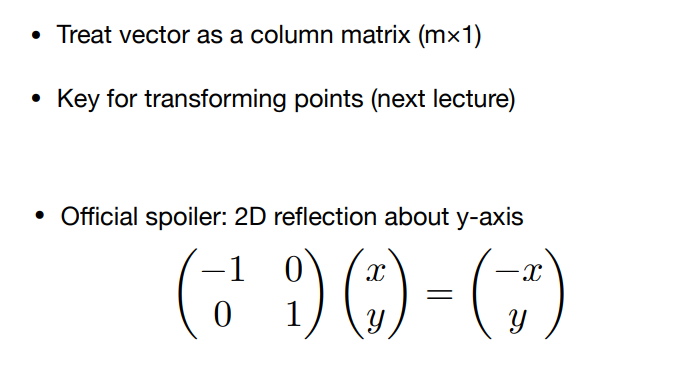 • Treat vector as a column matrix (m×1)
• Key for transforming points (next lecture)
• Official spoiler: 2D reflection about y-axis
(−1 0) (x) = (−x)
(0 1) (y) (y)